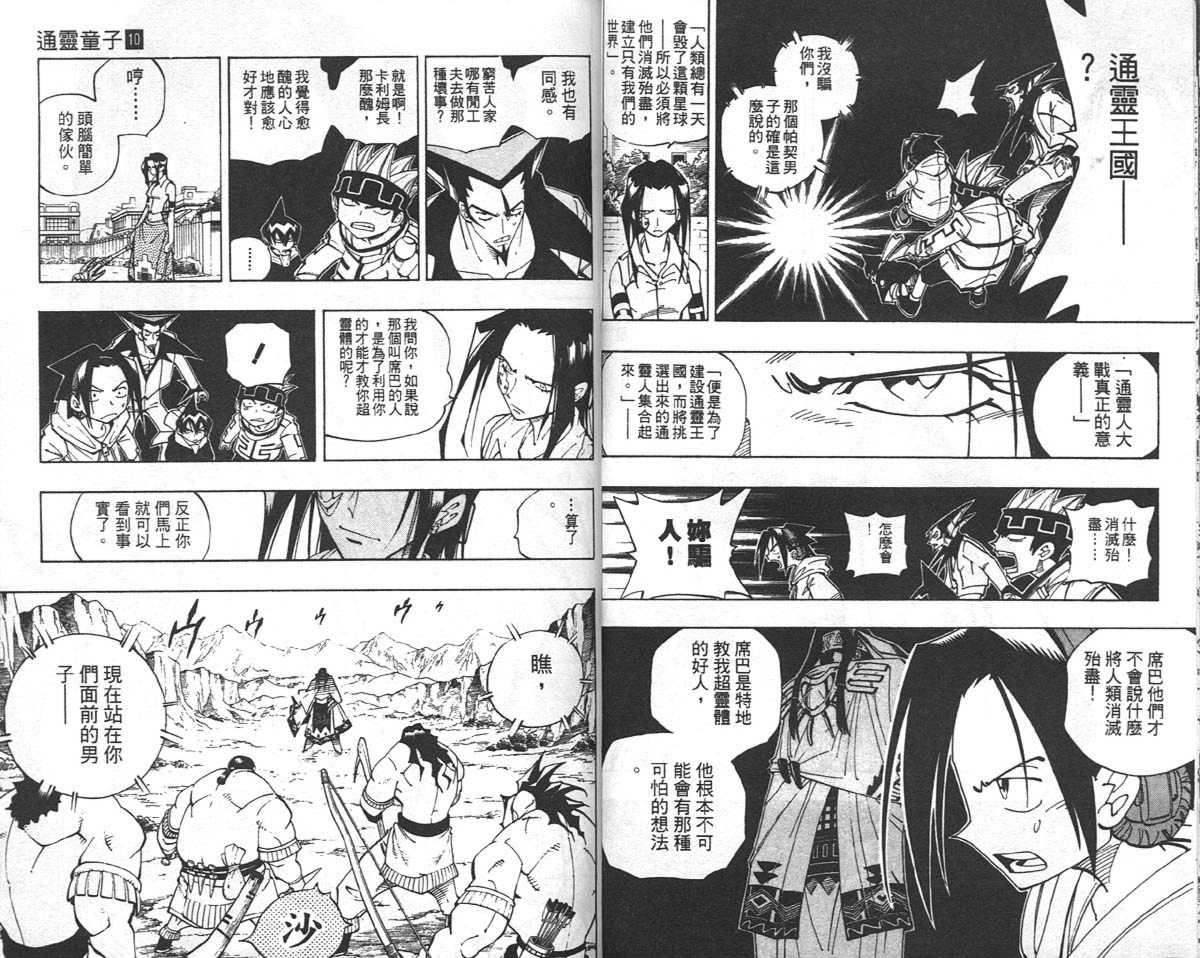 通靈王國——
？
我沒騙
你們，
那個帕契男
子的確是這
麼說的。
「人類總有一天
會毀了這顆星球
——所以必須將
他們消滅殆盡，
建立只有我們的
世界」。
「通靈人大
戰真正的意
義——」
「便是為了
建設通靈王
國，而將挑
選出來的通
靈人集合起
來。」——
什麼！
消滅殆
盡……
怎麼會
！
妳騙
人！
席巴他們才
不會說什麼
將人類消滅
殆盡！
席巴是特地
教我超靈體
的好人，
他根本不可
能會有那種
可怕的想法
。
通靈童子10
我也有
同感。
窮苦人家
哪有閒工
夫去做那
種壞事？
就是啊！
卡利姆長
那麼醜，
我覺得愈
醜的人心
地應該愈
好才對！
……
哼……
頭腦簡單
的傢伙。
我問你，如果說
那個叫席巴的人
，是為了利用你
的才能才教你超
靈體的呢？
！
…算了
。
反正你
們馬上
就可以
看到事
實了。
瞧，
現在站在你
們面前的男
子——
沙